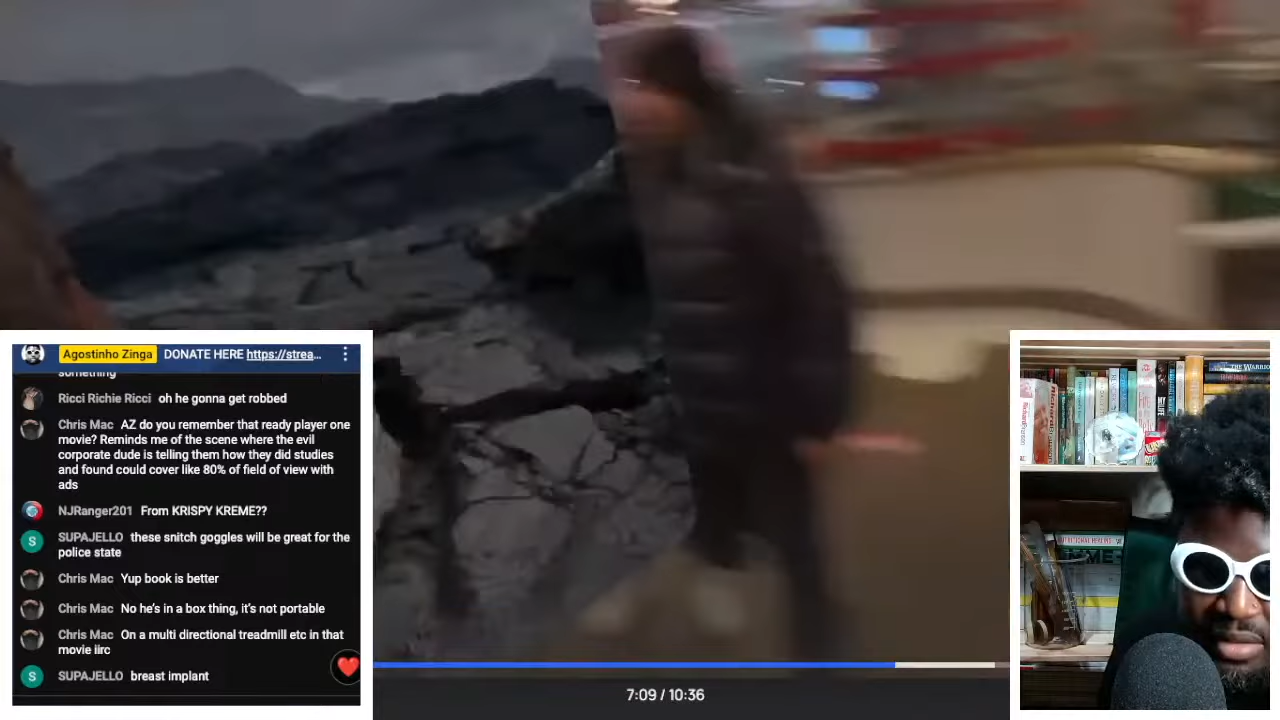 Agostinho Zinga DONATE HERE https://strea...
something
Ricci Richie Ricci oh he gonna get robbed
Chris Mac AZ do you remember that ready player one
movie? Reminds me of the scene where the evil
corporate dude is telling them how they did studies
and found could cover like 80% of field of view with
ads
NJRanger201 From KRISPY KREME??
S SUPAJELLO these snitch goggles will be great for the
police state
Chris Mac Yup book is better
Chris Mac No he's in a box thing, it's not portable
Chris Mac On a multi directional treadmill etc in that
movie iirc
S SUPAJELLO breast implant
7:09 / 10:36
THE WARRIOR
NUTRITIONAL HEALING